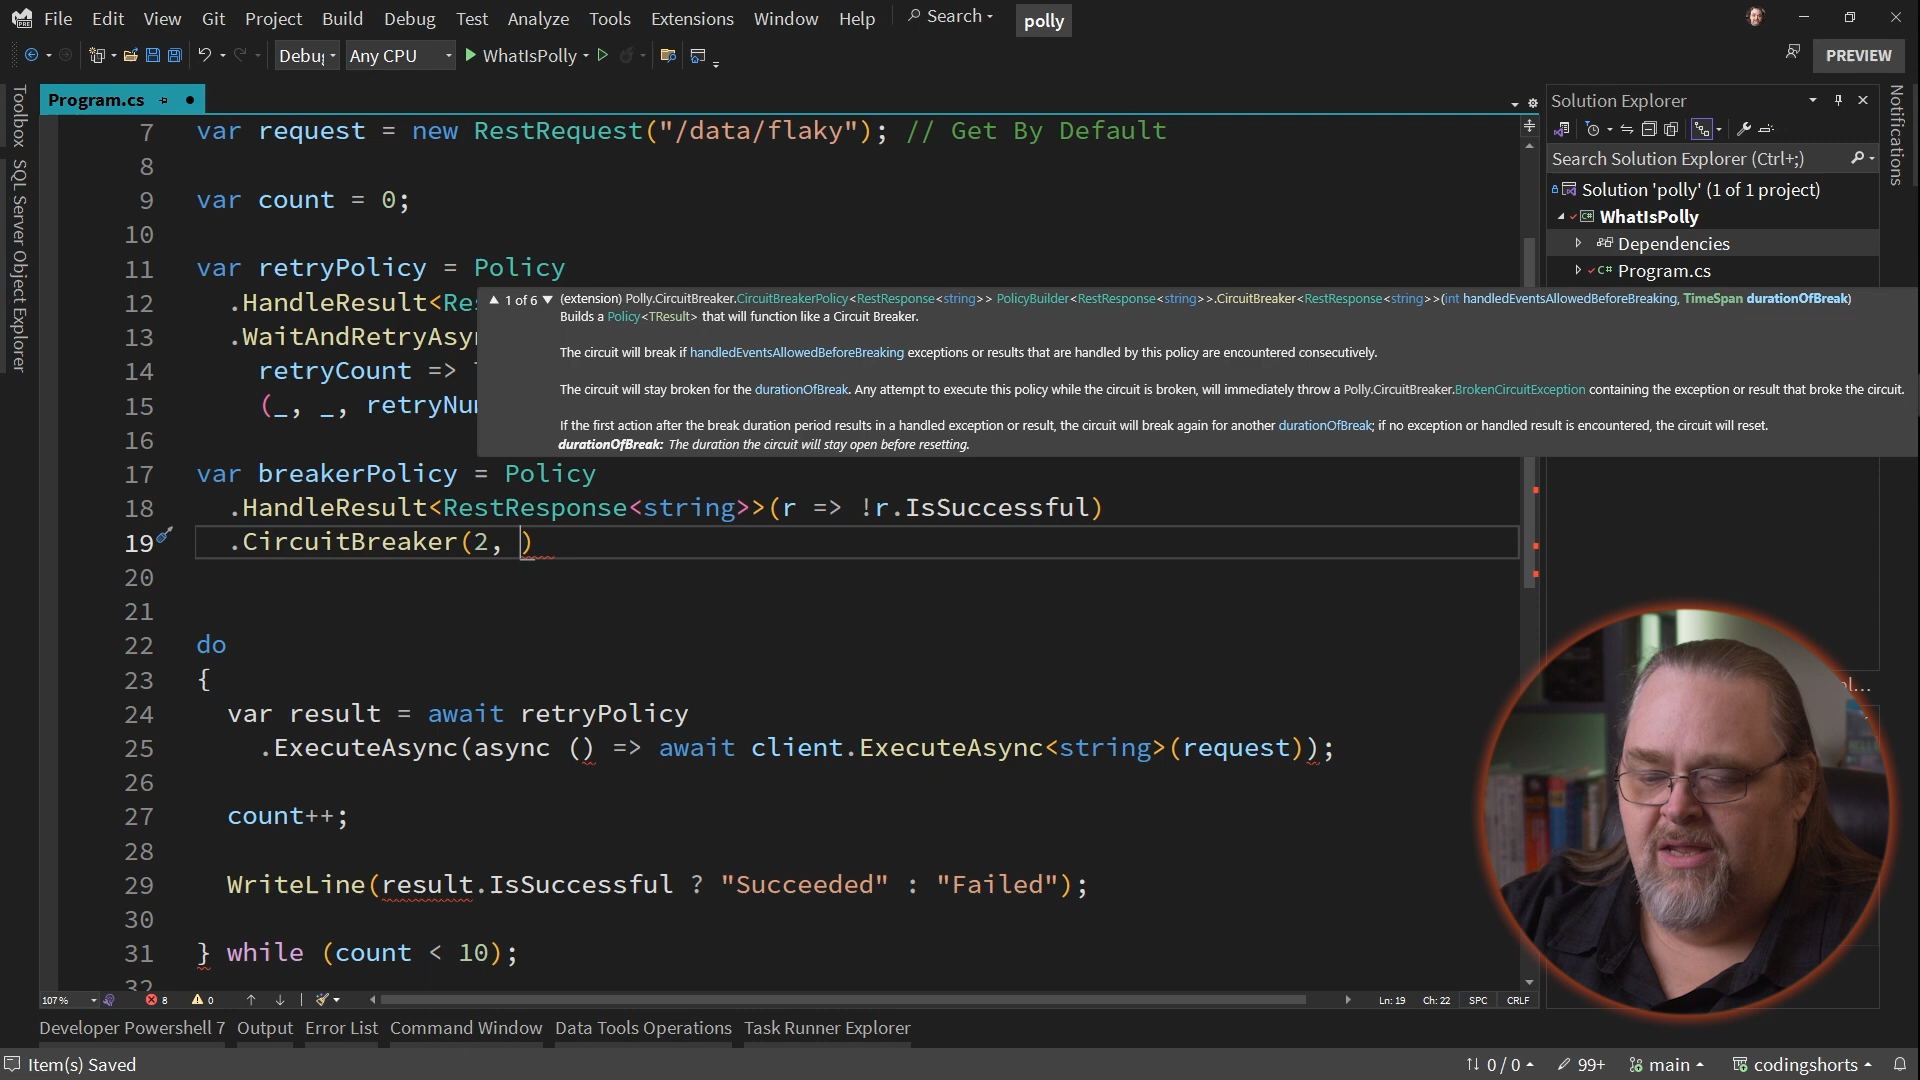 File Edit View Git Project Build Debug Test Analyze Tools Extensions Window Help Search polly
Debug Any CPU WhatIsPolly PREVIEW
Program.cs
Toolbox
SQL Server Object Explorer
7 var request = new RestRequest("/data/flaky"); // Get By Default
8
9 var count = 0;
10
11 var retryPolicy = Policy
12 .HandleResult<Res
13 .WaitAndRetryAsyn
14 retryCount =>
15 (_, _, retryNum
16
17 var breakerPolicy = Policy
18 .HandleResult<RestResponse<string>>(r => !r.IsSuccessful)
19 .CircuitBreaker(2, )
20
21
22 do
23 {
24 var result = await retryPolicy
25 .ExecuteAsync(async () => await client.ExecuteAsync<string>(request));
26
27 count++;
28
29 WriteLine(result.IsSuccessful ? "Succeeded" : "Failed");
30
31 } while (count < 10);
32
▲ 1 of 6 ▼ (extension) Polly.CircuitBreaker.CircuitBreakerPolicy<RestResponse<string>> PolicyBuilder<RestResponse<string>>.CircuitBreaker<RestResponse<string>>(int handledEventsAllowedBeforeBreaking, TimeSpan durationOfBreak)
Builds a Policy<TResult> that will function like a Circuit Breaker.
The circuit will break if handledEventsAllowedBeforeBreaking exceptions or results that are handled by this policy are encountered consecutively.
The circuit will stay broken for the durationOfBreak. Any attempt to execute this policy while the circuit is broken, will immediately throw a Polly.CircuitBreaker.BrokenCircuitException containing the exception or result that broke the circuit.
If the first action after the break duration period results in a handled exception or result, the circuit will break again for another durationOfBreak; if no exception or handled result is encountered, the circuit will reset.
durationOfBreak: The duration the circuit will stay open before resetting.
Solution Explorer
Search Solution Explorer (Ctrl+;)
Solution 'polly' (1 of 1 project)
WhatIsPolly
Dependencies
C# Program.cs
Notifications
107 % 8 0 Ln: 19 Ch: 22 SPC CRLF
Developer Powershell 7 Output Error List Command Window Data Tools Operations Task Runner Explorer
Item(s) Saved 0 / 0 99+ main codingshorts